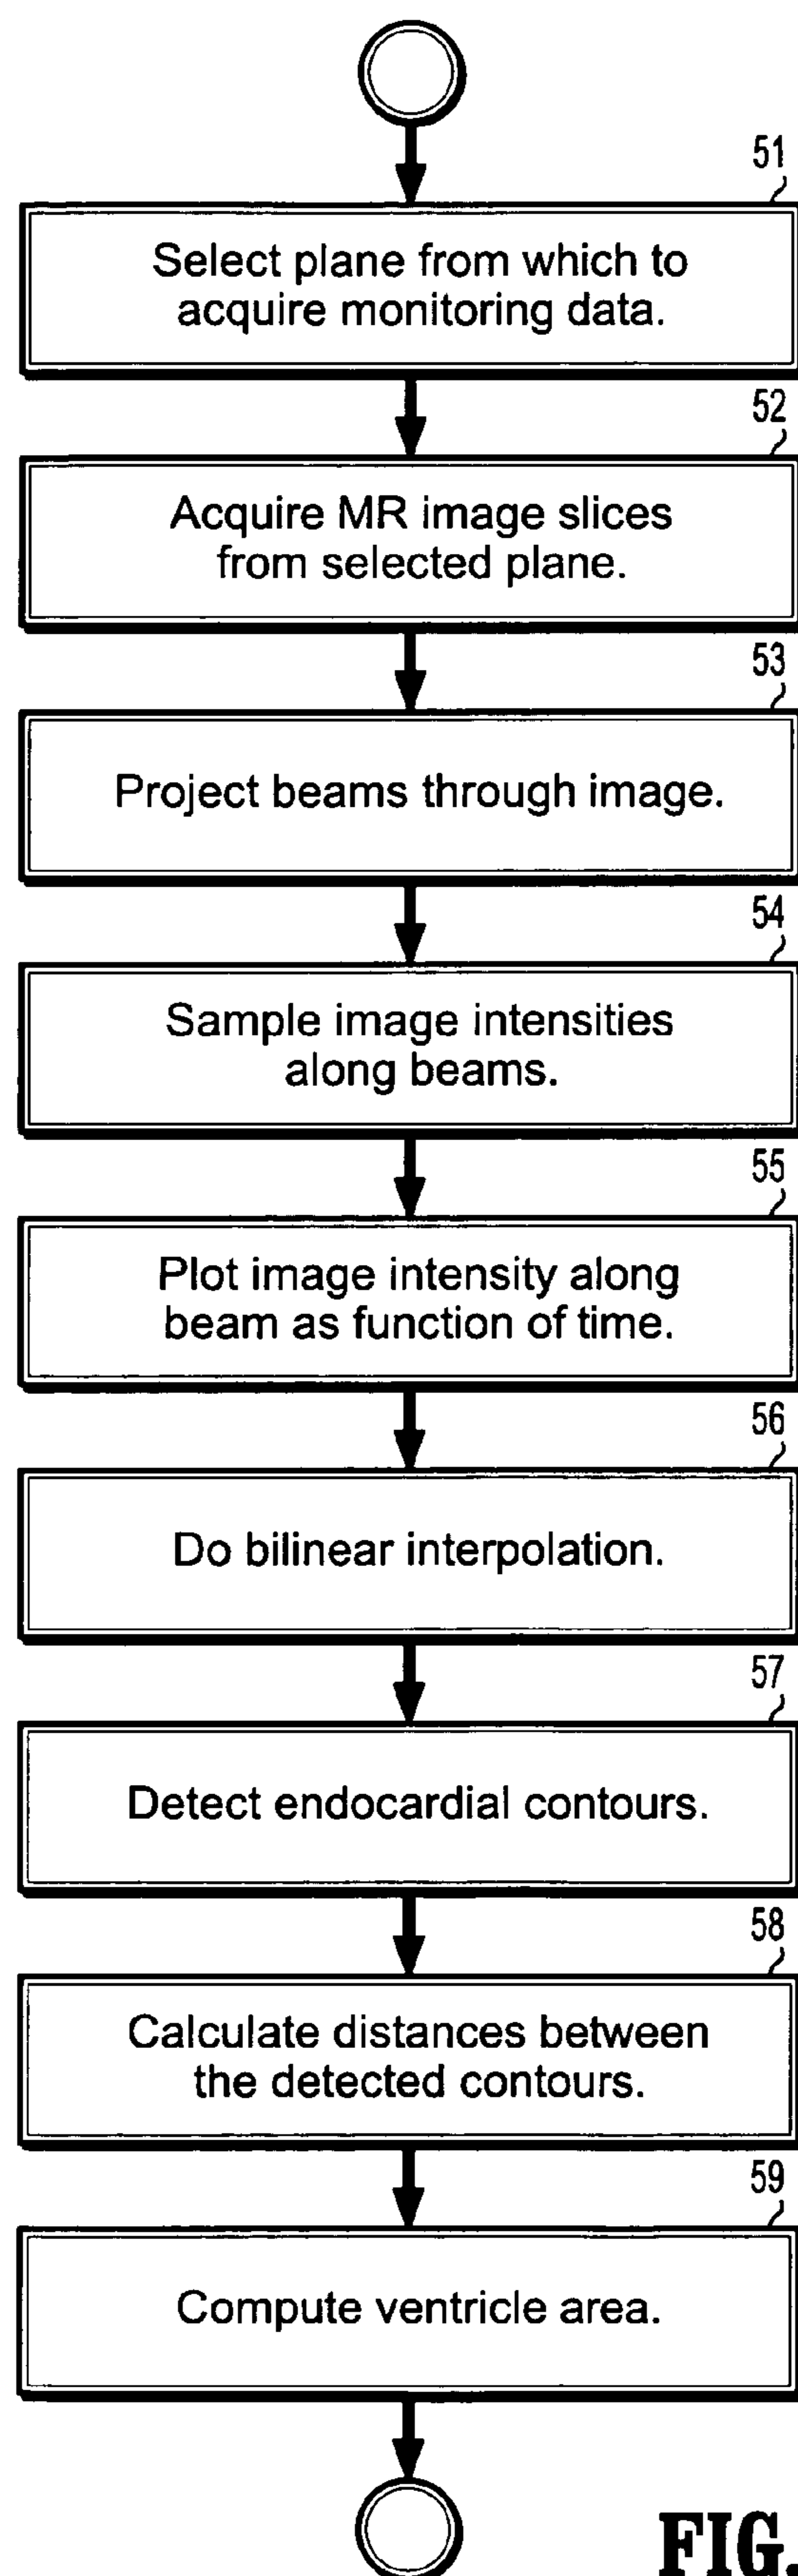 51
Select plane from which to
acquire monitoring data.
52
Acquire MR image slices
from selected plane.
53
Project beams through image.
54
Sample image intensities
along beams.
55
Plot image intensity along
beam as function of time.
56
Do bilinear interpolation.
57
Detect endocardial contours.
58
Calculate distances between
the detected contours.
59
Compute ventricle area.
FIG.